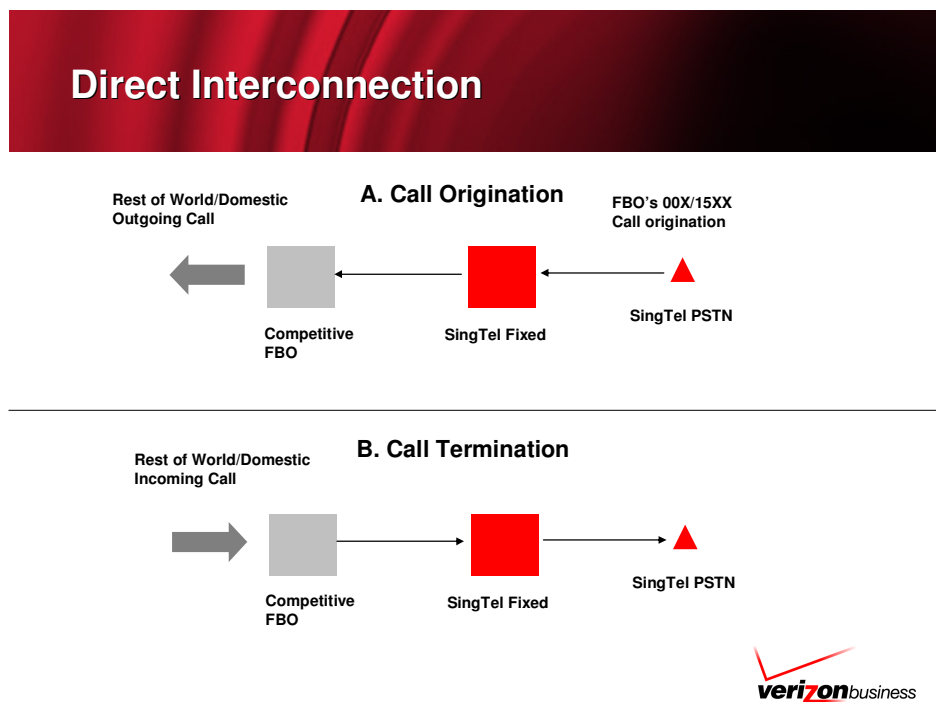 Direct Interconnection
A. Call Origination
Rest of World/Domestic
Outgoing Call
FBO's 00X/15XX
Call origination
Competitive
FBO
SingTel Fixed
SingTel PSTN
B. Call Termination
Rest of World/Domestic
Incoming Call
Competitive
FBO
SingTel Fixed
SingTel PSTN
verizonbusiness